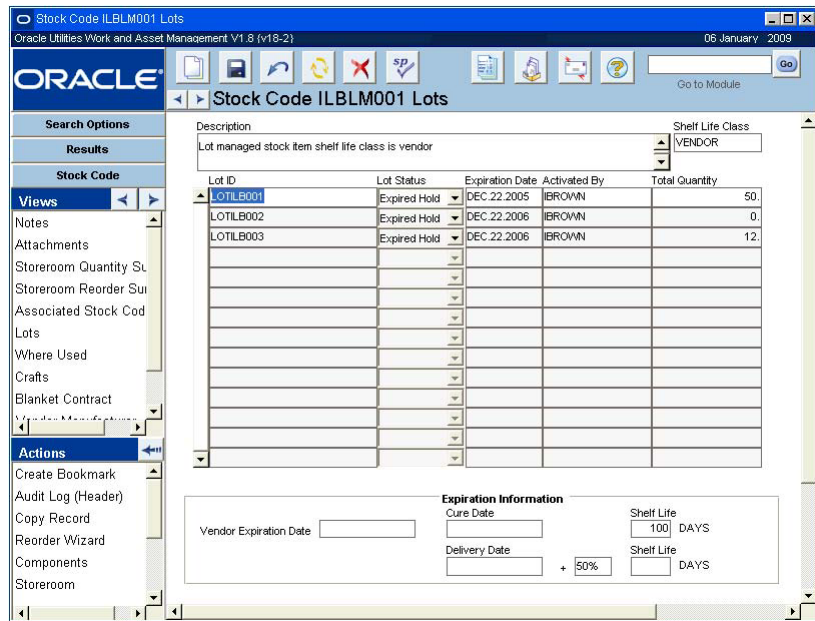 Stock Code ILBLM001 Lots
Oracle Utilities Work and Asset Management V1.8 {v18-2}
06 January 2009
ORACLE
sp
Go
Go to Module
Stock Code ILBLM001 Lots
Search Options
Results
Stock Code
Views
Notes
Attachments
Storeroom Quantity Su
Storeroom Reorder Sur
Associated Stock Cod
Lots
Where Used
Crafts
Blanket Contract
Actions
Create Bookmark
Audit Log (Header)
Copy Record
Reorder Wizard
Components
Storeroom
Description
Shelf Life Class
Lot managed stock item shelf life class is vendor
VENDOR
Lot ID Lot Status Expiration Date Activated By Total Quantity
LOTILB001 Expired Hold DEC.22.2005 IBROWN 50.
LOTILB002 Expired Hold DEC.22.2006 IBROWN 0.
LOTILB003 Expired Hold DEC.22.2006 IBROWN 12.
Expiration Information
Vendor Expiration Date
Cure Date
Shelf Life
100 DAYS
Delivery Date
+ 50%
Shelf Life
DAYS